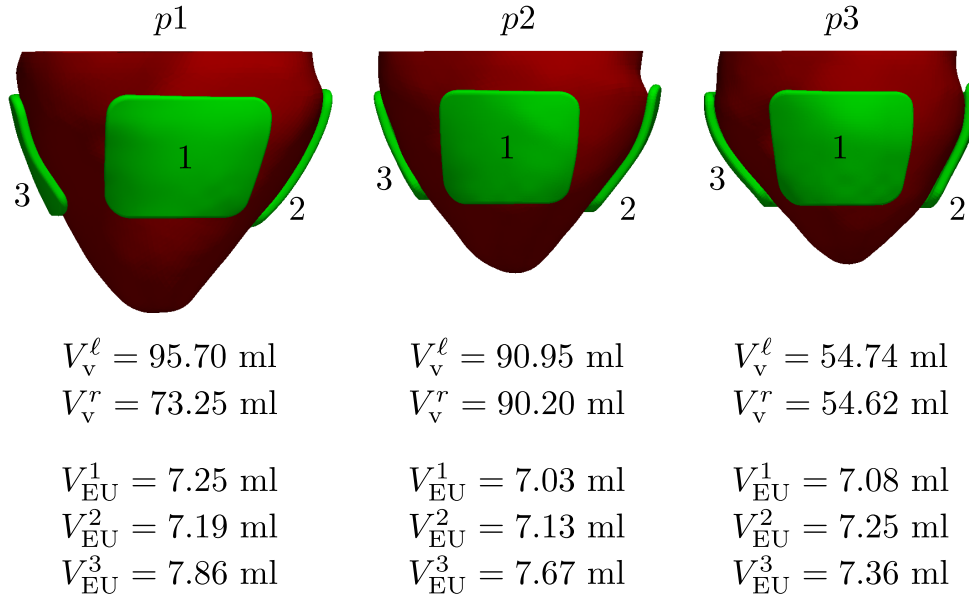 p1 p2 p3
1 1 1
3 2 3 2 3 2
V_v^ℓ = 95.70 ml V_v^ℓ = 90.95 ml V_v^ℓ = 54.74 ml
V_v^r = 73.25 ml V_v^r = 90.20 ml V_v^r = 54.62 ml
V_EU^1 = 7.25 ml V_EU^1 = 7.03 ml V_EU^1 = 7.08 ml
V_EU^2 = 7.19 ml V_EU^2 = 7.13 ml V_EU^2 = 7.25 ml
V_EU^3 = 7.86 ml V_EU^3 = 7.67 ml V_EU^3 = 7.36 ml